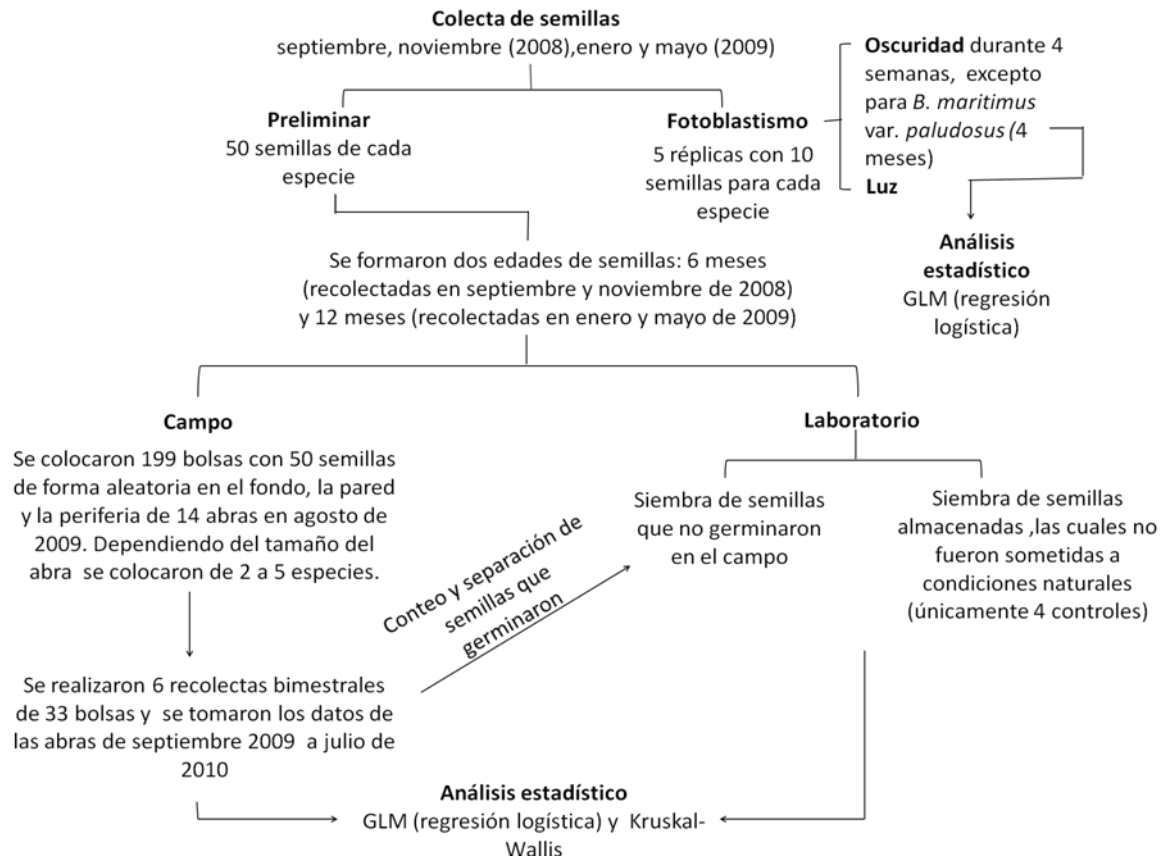 Colecta de semillas
septiembre, noviembre (2008),enero y mayo (2009)
Preliminar
50 semillas de cada
especie
Fotoblastismo
5 réplicas con 10
semillas para cada
especie
Oscuridad durante 4
semanas, excepto
para B. maritimus
var. paludosus (4
meses)
Luz
Análisis
estadístico
GLM (regresión
logística)
Se formaron dos edades de semillas: 6 meses
(recolectadas en septiembre y noviembre de 2008)
y 12 meses (recolectadas en enero y mayo de 2009)
Campo
Se colocaron 199 bolsas con 50 semillas
de forma aleatoria en el fondo, la pared
y la periferia de 14 abras en agosto de
2009. Dependiendo del tamaño del
abra se colocaron de 2 a 5 especies.
Se realizaron 6 recolectas bimestrales
de 33 bolsas y se tomaron los datos de
las abras de septiembre 2009 a julio de
2010
Conteo y separación de
semillas que
germinaron
Laboratorio
Siembra de semillas
que no germinaron
en el campo
Siembra de semillas
almacenadas ,las cuales no
fueron sometidas a
condiciones naturales
(únicamente 4 controles)
Análisis estadístico
GLM (regresión logística) y Kruskal-
Wallis